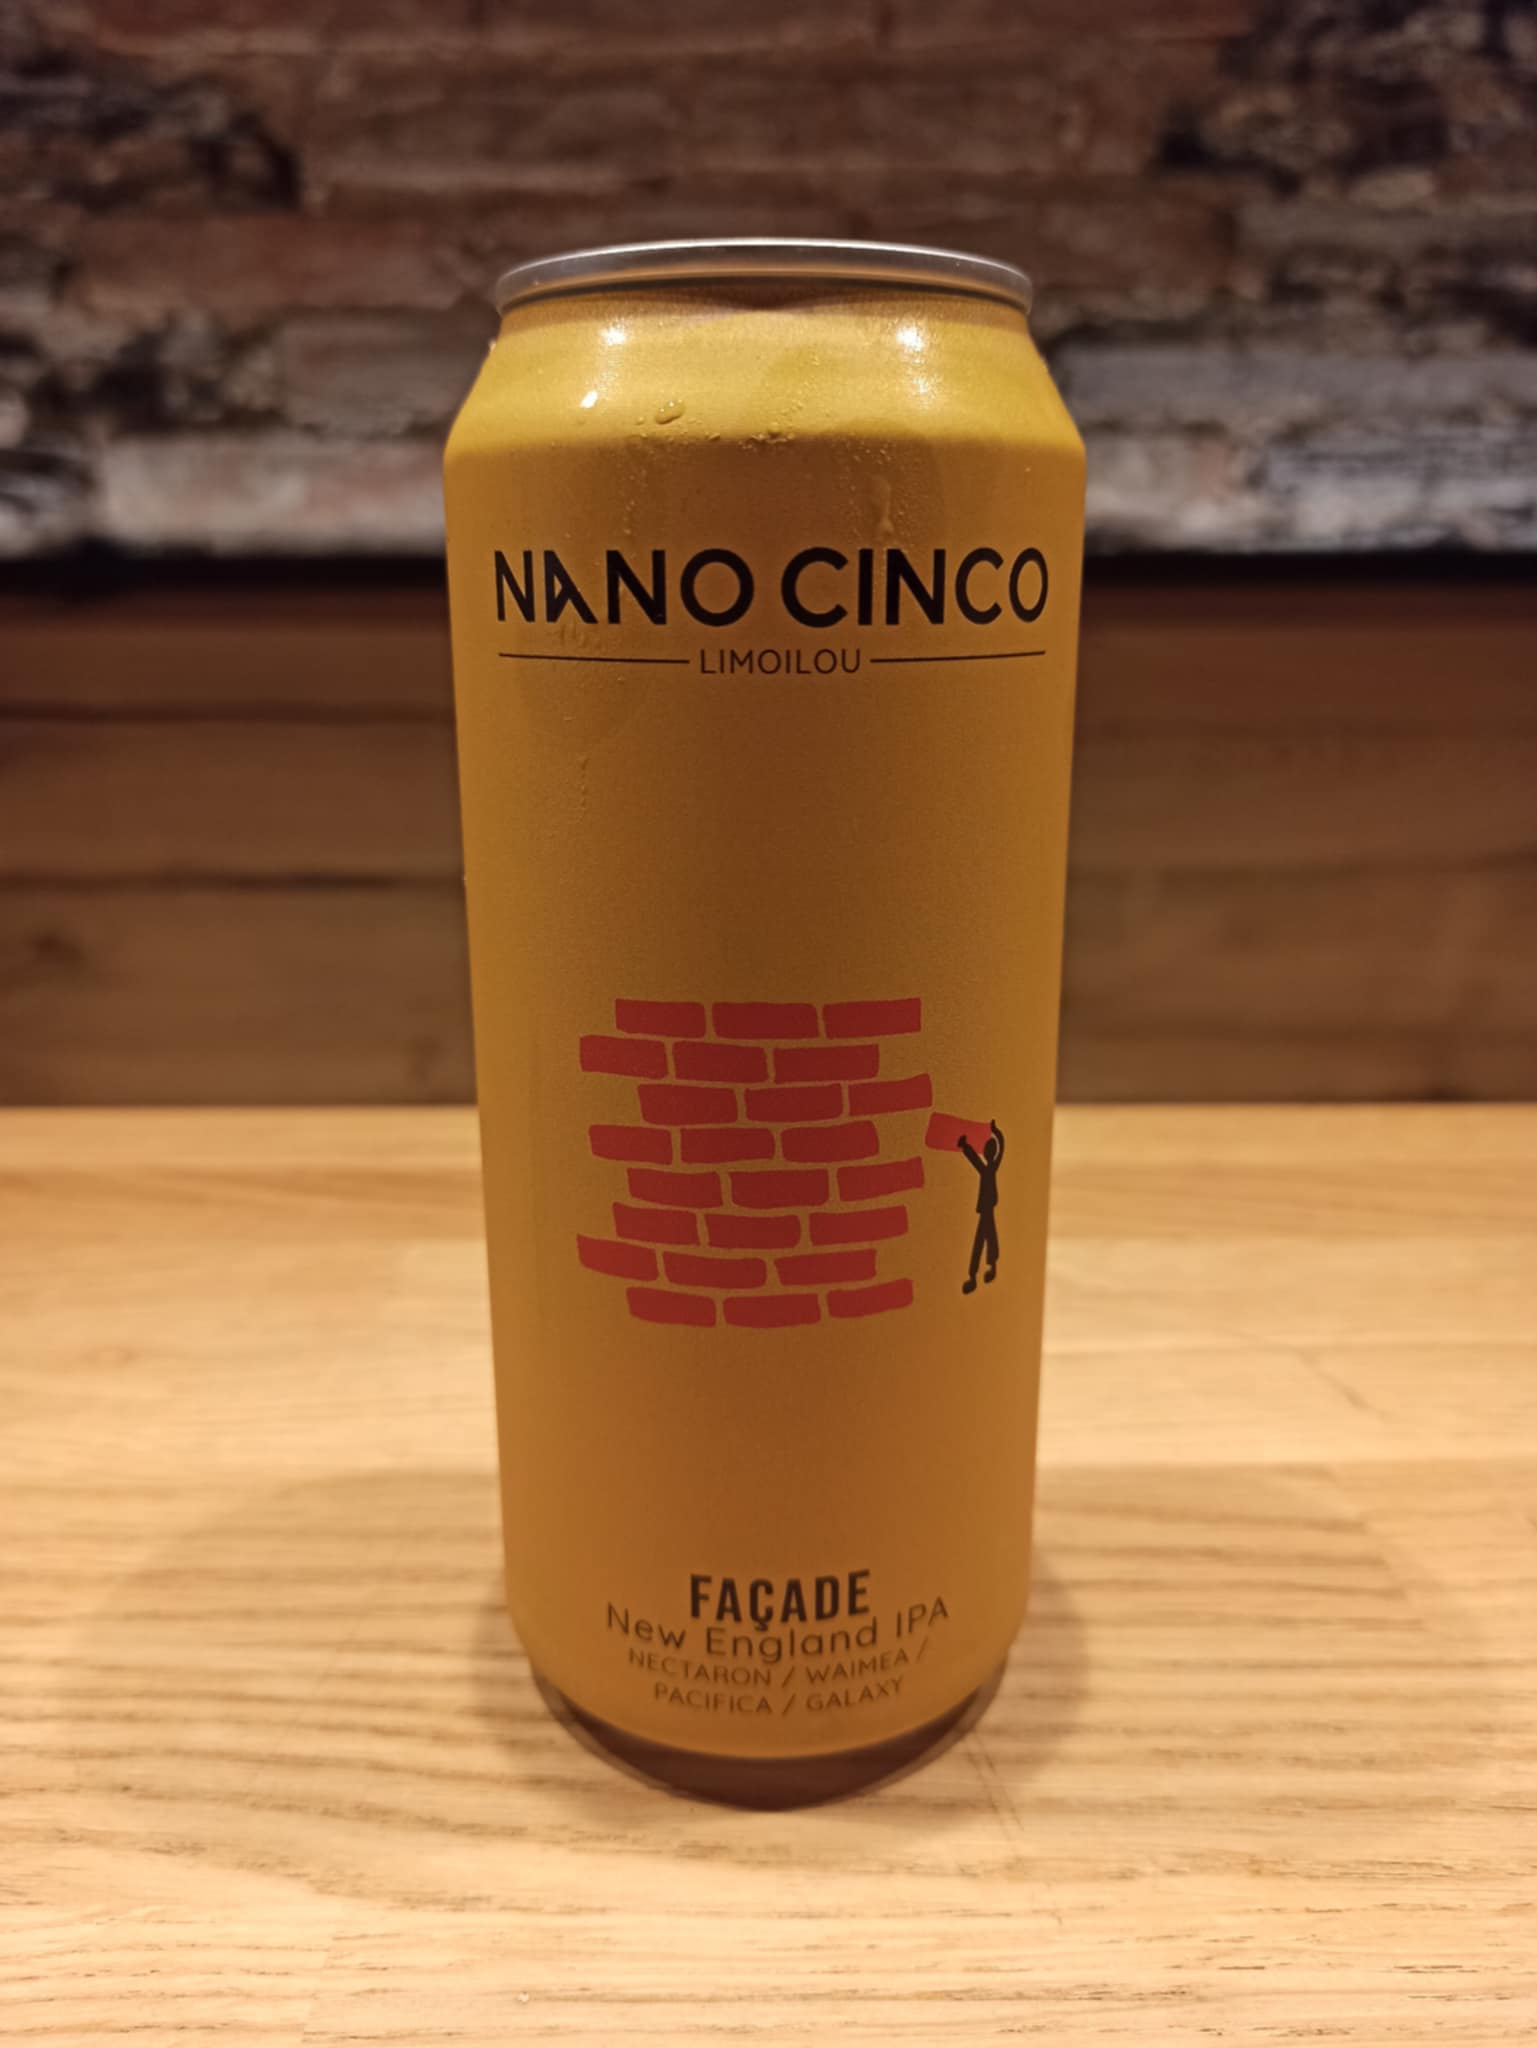 NANO CINCO
LIMOILOU
FAÇADE
New England IPA
NECTARON / WAIMEA /
PACIFICA / GALAXY